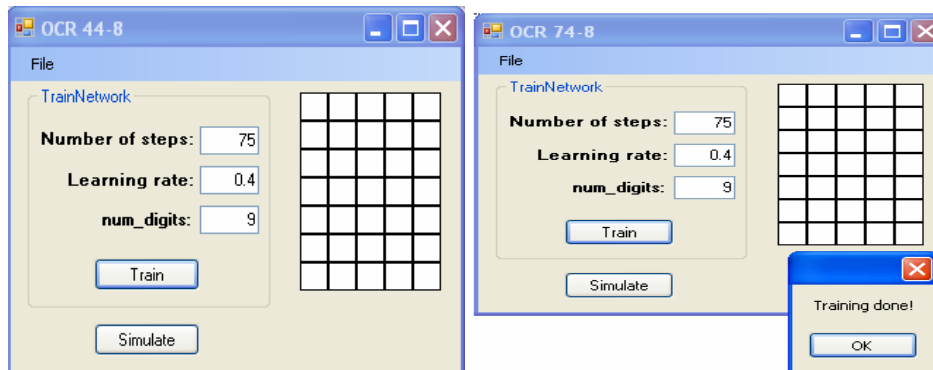 OCR 44-8
File
TrainNetwork
Number of steps: 75
Learning rate: 0.4
num_digits: 9
Train
Simulate
OCR 74-8
File
TrainNetwork
Number of steps: 75
Learning rate: 0.4
num_digits: 9
Train
Simulate
Training done!
OK